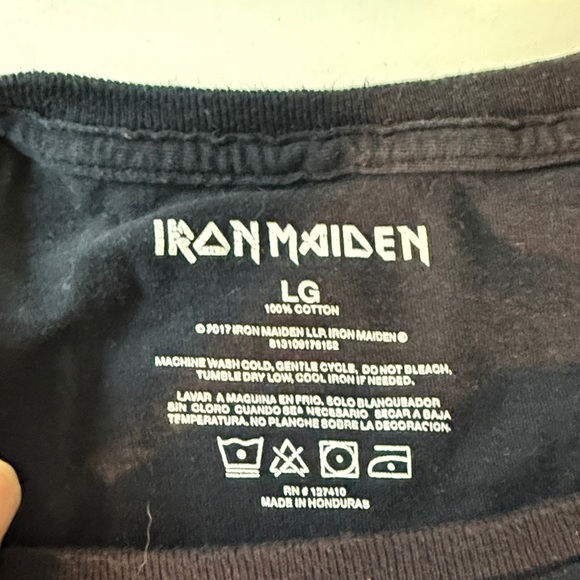 IRON MAIDEN
LG
100% COTTON
© 2017 IRON MAIDEN LLP. IRON MAIDEN ®
813109176152
MACHINE WASH COLD, GENTLE CYCLE, DO NOT BLEACH,
TUMBLE DRY LOW, COOL IRON IF NEEDED.
LAVAR A MAQUINA EN FRIO. SOLO BLANQUEADOR
SIN CLORO CUANDO SEA NECESARIO SECAR A BAJA
TEMPERATURA. NO PLANCHE SOBRE LA DECORACION.
RN # 127410
MADE IN HONDURAS